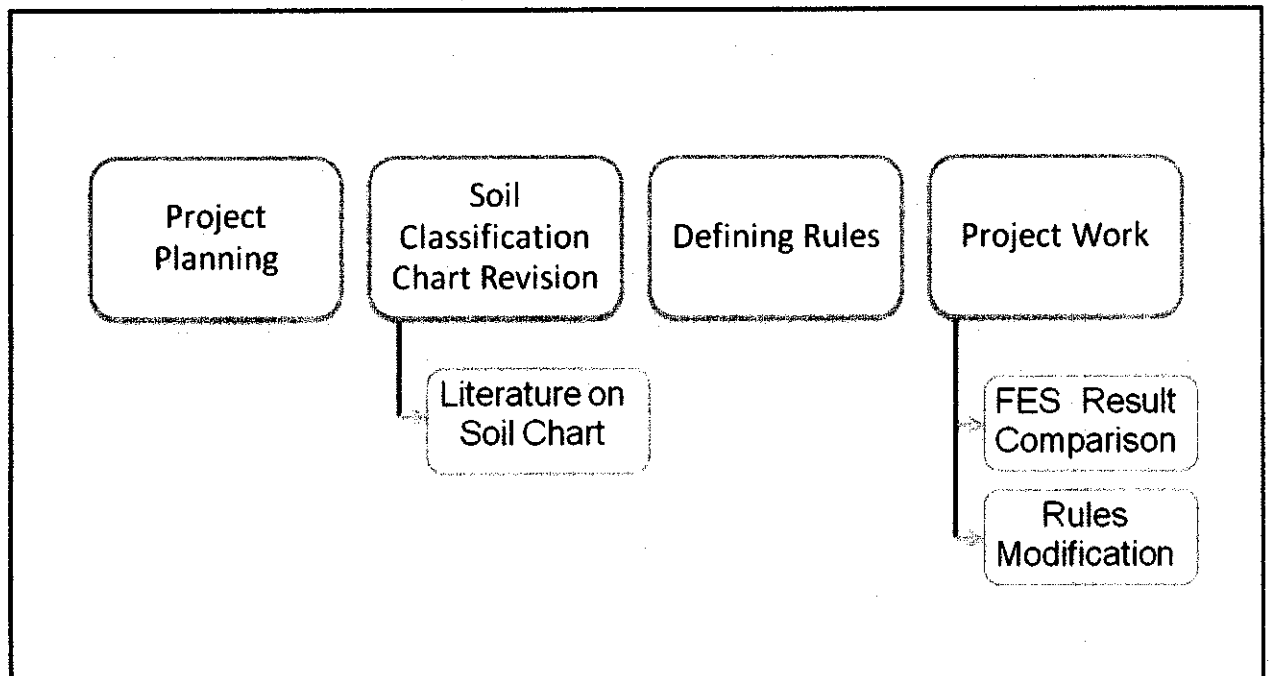 Project
Planning
Soil
Classification
Chart Revision
Defining Rules
Project Work
Literature on
Soil Chart
FES Result
Comparison
Rules
Modification